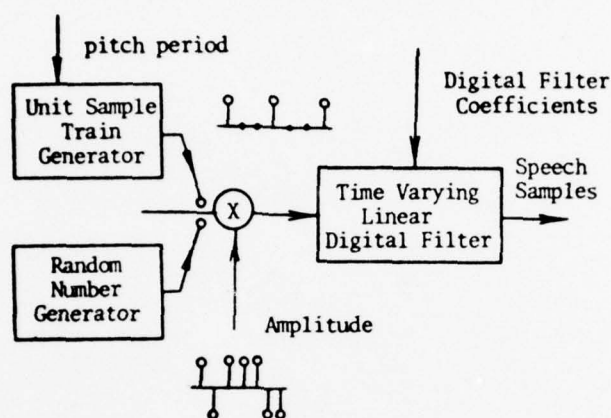 pitch period
Unit Sample
Train
Generator
Digital Filter
Coefficients
Speech
Samples
X
Time Varying
Linear
Digital Filter
Random
Number
Generator
Amplitude